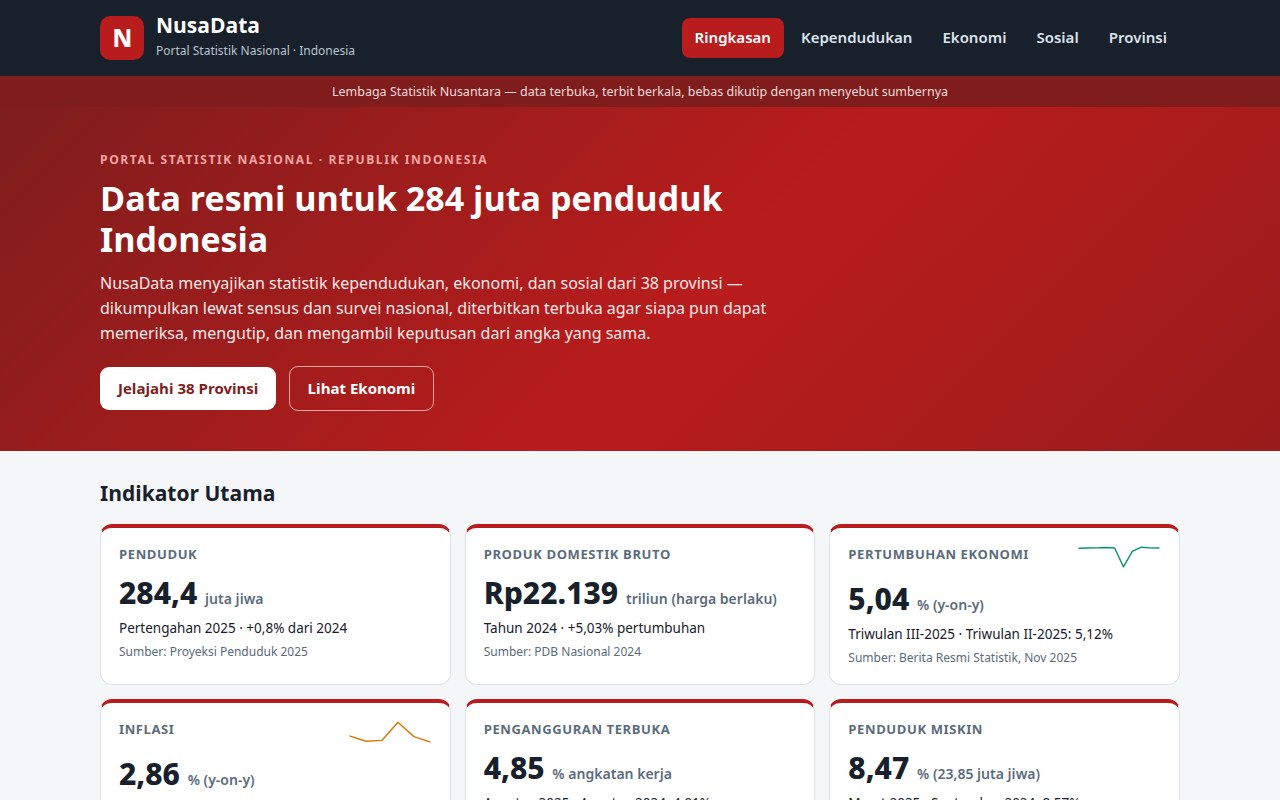 N
NusaData
Portal Statistik Nasional · Indonesia
Ringkasan
Kependudukan
Ekonomi
Sosial
Provinsi
Lembaga Statistik Nusantara — data terbuka, terbit berkala, bebas dikutip dengan menyebut sumbernya
PORTAL STATISTIK NASIONAL · REPUBLIK INDONESIA
Data resmi untuk 284 juta penduduk
Indonesia
NusaData menyajikan statistik kependudukan, ekonomi, dan sosial dari 38 provinsi —
dikumpulkan lewat sensus dan survei nasional, diterbitkan terbuka agar siapa pun dapat
memeriksa, mengutip, dan mengambil keputusan dari angka yang sama.
Jelajahi 38 Provinsi
Lihat Ekonomi
Indikator Utama
PENDUDUK
284,4 juta jiwa
Pertengahan 2025 · +0,8% dari 2024
Sumber: Proyeksi Penduduk 2025
PRODUK DOMESTIK BRUTO
Rp22.139 triliun (harga berlaku)
Tahun 2024 · +5,03% pertumbuhan
Sumber: PDB Nasional 2024
PERTUMBUHAN EKONOMI
5,04 % (y-on-y)
Triwulan III-2025 · Triwulan II-2025: 5,12%
Sumber: Berita Resmi Statistik, Nov 2025
INFLASI
2,86 % (y-on-y)
PENGANGGURAN TERBUKA
4,85 % angkatan kerja
PENDUDUK MISKIN
8,47 % (23,85 juta jiwa)